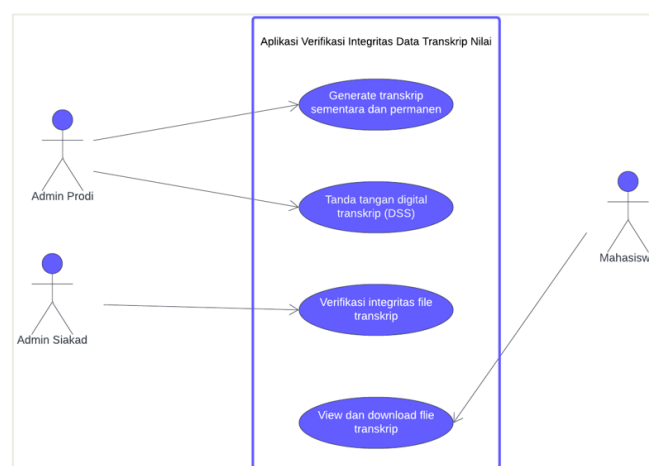 Aplikasi Verifikasi Integritas Data Transkrip Nilai
Generate transkrip
sementara dan permanen
Admin Prodi
Tanda tangan digital
transkrip (DSS)
Mahasisw
Verifikasi integritas file
transkrip
Admin Siakad
View dan download flie
transkrip